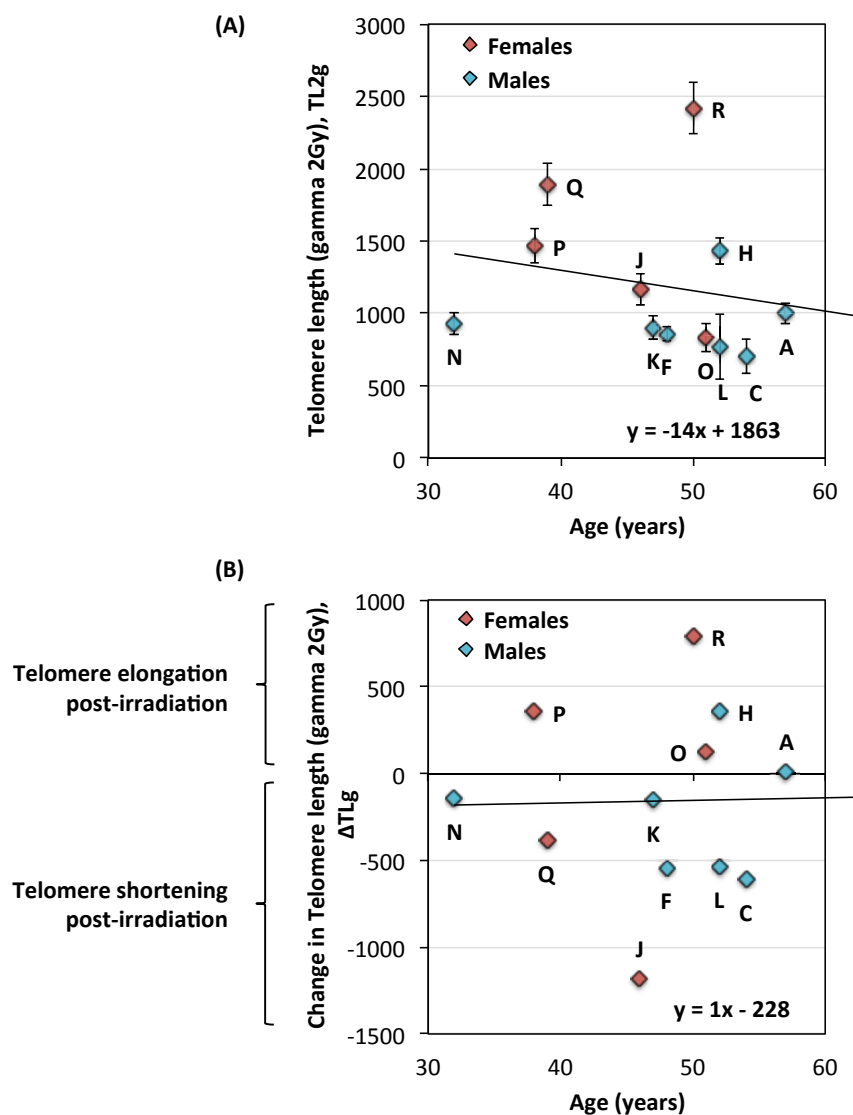 (A)
3000
2500
2000
1500
1000
500
0
Telomere length (gamma 2Gy), TL2g
Females
Males
R
Q
P
J
H
N
K
F
O
L
C
A
y = -14x + 1863
30
40
50
60
Age (years)
(B)
Telomere elongation
post-irradiation
Telomere shortening
post-irradiation
Change in Telomere length (gamma 2Gy),
ΔTLg
1000
500
0
-500
-1000
-1500
Females
Males
R
P
H
O
A
N
K
Q
F
L
C
J
y = 1x - 228
30
40
50
60
Age (years)